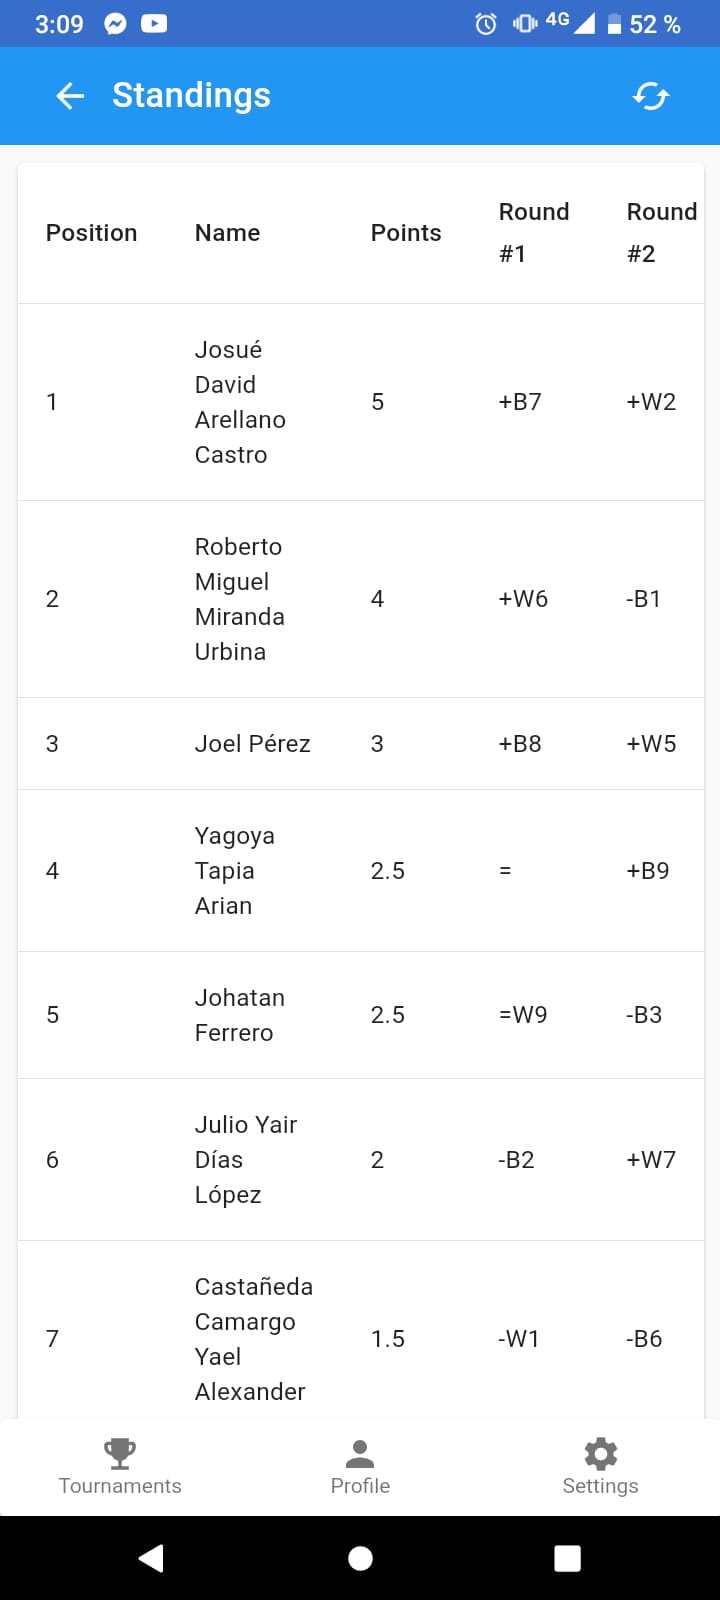 3:09 4G 52 %
Standings
Position Name Points Round #1 Round #2
1 Josué David Arellano Castro 5 +B7 +W2
2 Roberto Miguel Miranda Urbina 4 +W6 -B1
3 Joel Pérez 3 +B8 +W5
4 Yagoya Tapia Arian 2.5 = +B9
5 Johatan Ferrero 2.5 =W9 -B3
6 Julio Yair Días López 2 -B2 +W7
7 Castañeda Camargo Yael Alexander 1.5 -W1 -B6
Tournaments Profile Settings